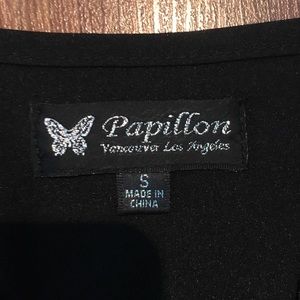 Papillon
Vancouver Los Angeles
S
MADE IN
CHINA